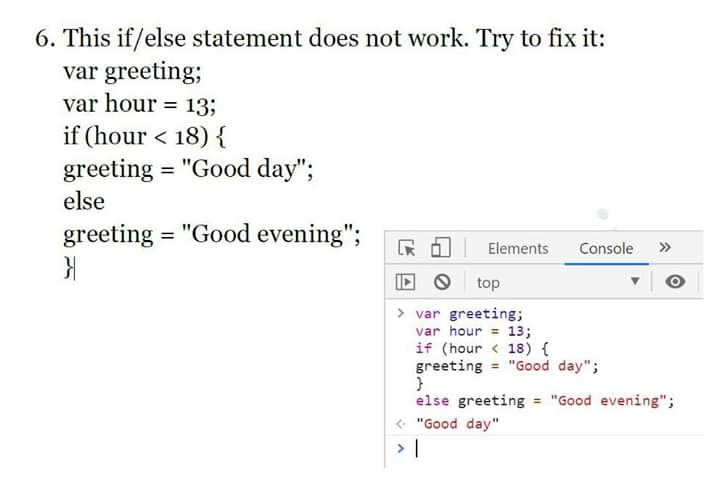 6. This if/else statement does not work. Try to fix it:
var greeting;
var hour = 13;
if (hour < 18) {
greeting = "Good day";
else
greeting = "Good evening";
}
Elements Console »
top
> var greeting;
var hour = 13;
if (hour < 18) {
greeting = "Good day";
}
else greeting = "Good evening";
"Good day"
>